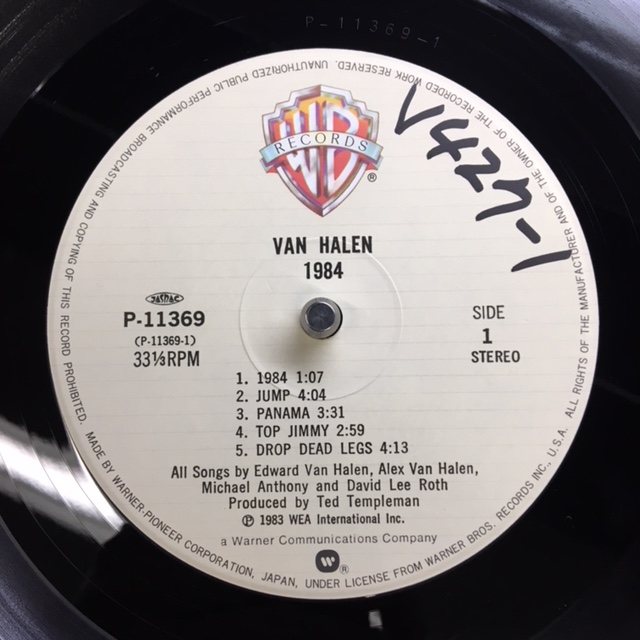 P-11369-1
UNAUTHORIZED PUBLIC PERFORMANCE BROADCASTING AND COPYING OF THIS RECORD PROHIBITED. MADE BY WARNER-PIONEER CORPORATION, JAPAN, UNDER LICENSE FROM WARNER BROS. RECORDS INC., U.S.A. ALL RIGHTS OF THE MANUFACTURER AND OF THE OWNER OF THE RECORDED WORK RESERVED.
WB
RECORDS
®
V427-1
VAN HALEN
1984
JASRAC
P-11369
(P-11369-1)
33⅓RPM
SIDE
1
STEREO
1. 1984 1:07
2. JUMP 4:04
3. PANAMA 3:31
4. TOP JIMMY 2:59
5. DROP DEAD LEGS 4:13
All Songs by Edward Van Halen, Alex Van Halen,
Michael Anthony and David Lee Roth
Produced by Ted Templeman
℗ 1983 WEA International Inc.
a Warner Communications Company
®